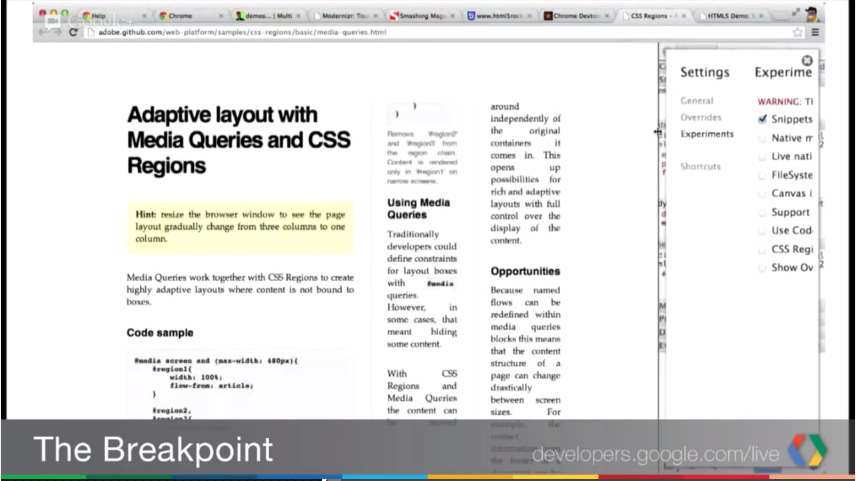 Help
Chrome
demos... | Multi
Modernizr: Tou
Smashing Mag
www.html5rock
Chrome Devtoo
CSS Regions –
HTML5 Demo:
adobe.github.com/web-platform/samples/css-regions/basic/media-queries.html
Adaptive layout with
Media Queries and CSS
Regions
Hint: resize the browser window to see the page
layout gradually change from three columns to one
column.
Media Queries work together with CSS Regions to create
highly adaptive layouts where content is not bound to
boxes.
Code sample
@media screen and (max-width: 480px){
#region1{
width: 100%;
flow-from: article;
}
#region2,
}
}
Remove #region2'
and '#region3' from
the region chain.
Content is rendered
only in '#region1' on
narrow screens.
Using Media
Queries
Traditionally
developers could
define constraints
for layout boxes
with @media
queries.
However, in
some cases, that
meant hiding
some content.
With CSS
Regions and
Media Queries
the content can
be moved
around
independently of
the original
containers it
comes in. This
opens up
possibilities for
rich and adaptive
layouts with full
control over the
display of the
content.
Opportunities
Because named
flows can be
redefined within
media queries
blocks this means
that the content
structure of a
page can change
drastically
between screen
sizes. For
example, the
contact
information from
the footer
Settings
General
Overrides
Experiments
Shortcuts
Experime
WARNING: TI
Snippets
Native m
Live nati
FileSyste
Canvas i
Support
Use Cod
CSS Regi
Show Ov
The Breakpoint
developers.google.com/live